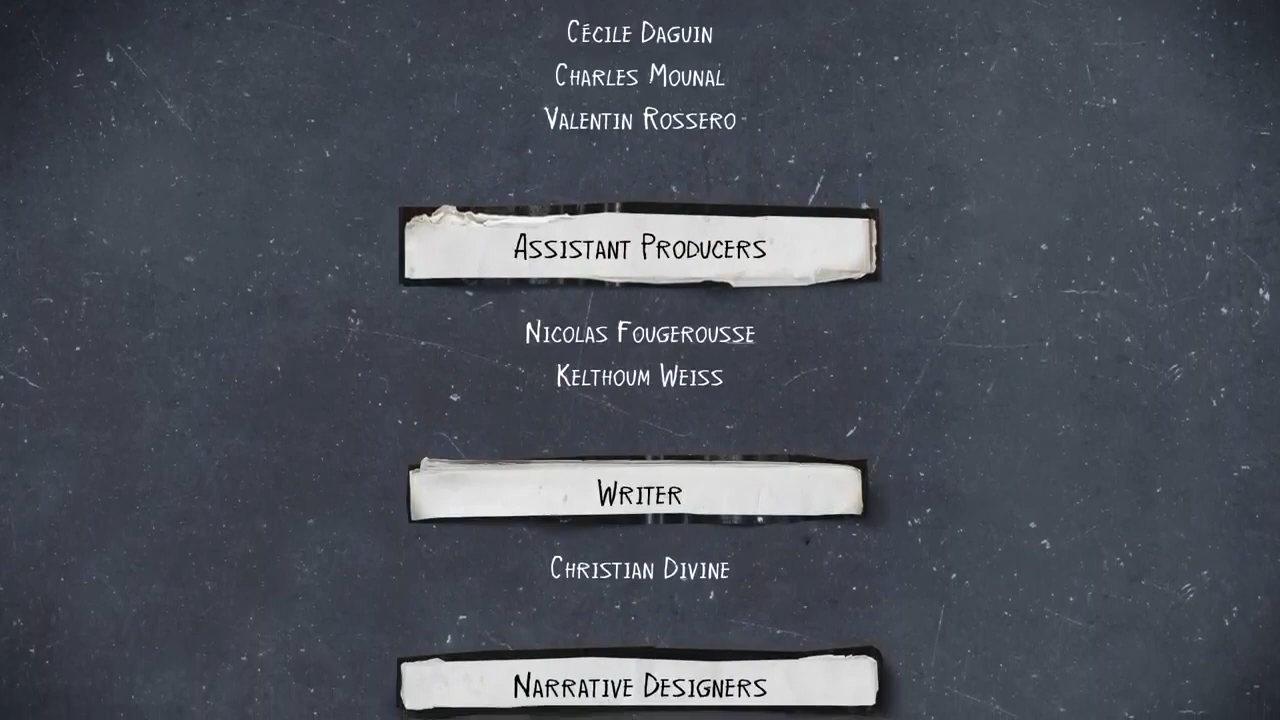 Cécile Daguin
Charles Mounal
Valentin Rossero
Assistant Producers
Nicolas Fougerousse
Kelthoum Weiss
Writer
Christian Divine
Narrative Designers